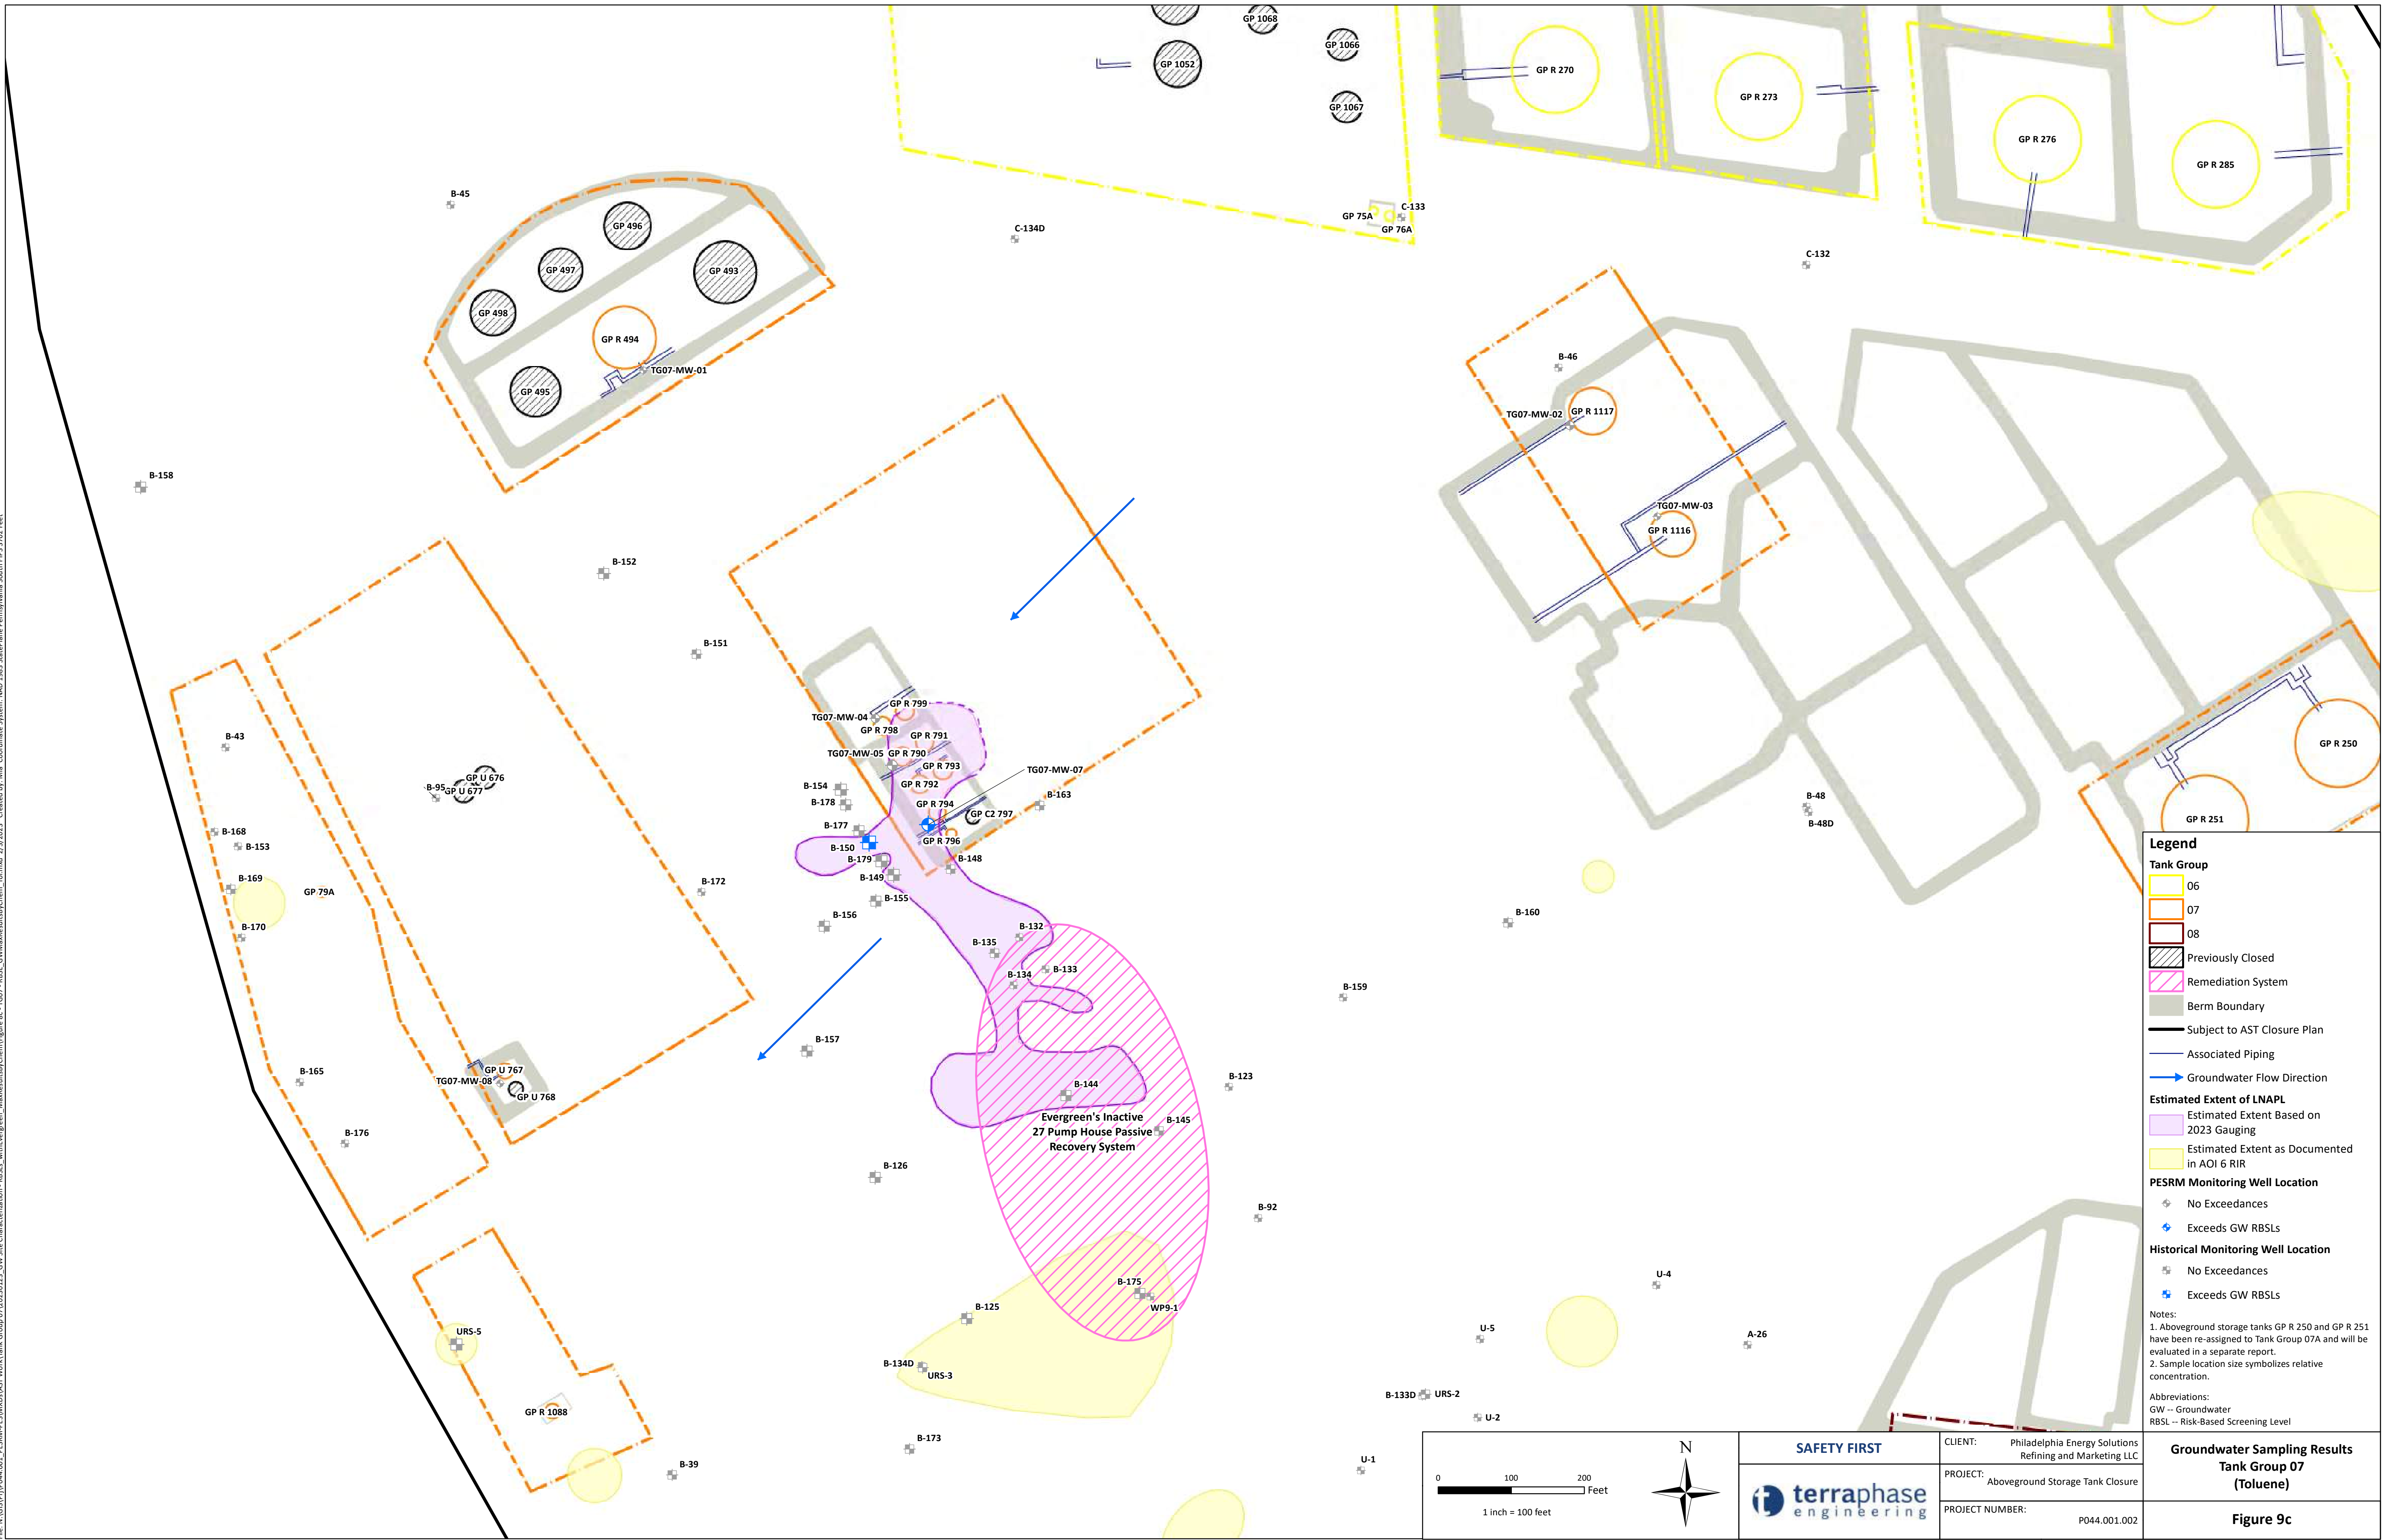 GP 1068
GP 1066
GP 1052
GP 1067
GP R 270
GP R 273
GP R 276
GP R 285
B-45
GP 496
GP 497
GP 493
GP 498
GP R 494
GP 495
TG07-MW-01
C-134D
GP 75A
C-133
GP 76A
C-132
B-46
TG07-MW-02
GP R 1117
TG07-MW-03
GP R 1116
B-158
B-152
B-151
GP R 250
GP R 251
B-43
GP U 676
B-95
GP U 677
B-168
B-153
B-169
GP 79A
B-170
B-172
GP R 799
TG07-MW-04
GP R 798
GP R 791
TG07-MW-05
GP R 790
GP R 793
TG07-MW-07
GP R 792
B-154
B-178
GP R 794
B-163
GP C2 797
B-177
B-150
GP R 796
B-179
B-148
B-149
B-155
B-156
B-48
B-48D
B-132
B-135
B-133
B-134
B-160
B-159
B-157
B-165
GP U 767
TG07-MW-08
GP U 768
B-176
B-144
B-123
Evergreen's Inactive
27 Pump House Passive
Recovery System
B-145
B-126
B-92
B-175
WP9-1
B-125
B-134D
URS-3
URS-5
GP R 1088
B-39
B-173
U-4
U-5
A-26
B-133D
URS-2
U-2
U-1
Legend
Tank Group
06
07
08
Previously Closed
Remediation System
Berm Boundary
Subject to AST Closure Plan
Associated Piping
Groundwater Flow Direction
Estimated Extent of LNAPL
Estimated Extent Based on
2023 Gauging
Estimated Extent as Documented
in AOI 6 RIR
PESRM Monitoring Well Location
No Exceedances
Exceeds GW RBSLs
Historical Monitoring Well Location
No Exceedances
Exceeds GW RBSLs
Notes:
1. Aboveground storage tanks GP R 250 and GP R 251
have been re-assigned to Tank Group 07A and will be
evaluated in a separate report.
2. Sample location size symbolizes relative
concentration.
Abbreviations:
GW -- Groundwater
RBSL -- Risk-Based Screening Level
0 100 200
Feet
1 inch = 100 feet
N
SAFETY FIRST
terraphase
engineering
CLIENT: Philadelphia Energy Solutions
Refining and Marketing LLC
PROJECT: Aboveground Storage Tank Closure
PROJECT NUMBER: P044.001.002
Groundwater Sampling Results
Tank Group 07
(Toluene)
Figure 9c